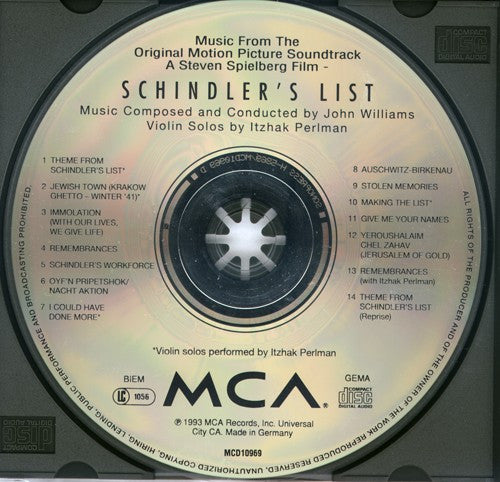 Music From The
Original Motion Picture Soundtrack
A Steven Spielberg Film -
SCHINDLER'S LIST
Music Composed and Conducted by John Williams
Violin Solos by Itzhak Perlman
1 THEME FROM
SCHINDLER'S LIST*
2 JEWISH TOWN (KRAKOW
GHETTO – WINTER '41)*
3 IMMOLATION
(WITH OUR LIVES,
WE GIVE LIFE)
4 REMEMBRANCES
5 SCHINDLER'S WORKFORCE
6 OYF'N PRIPETSHOK/
NACHT AKTION
7 I COULD HAVE
DONE MORE*
8 AUSCHWITZ-BIRKENAU
9 STOLEN MEMORIES
10 MAKING THE LIST*
11 GIVE ME YOUR NAMES
12 YEROUSHALAIM
CHEL ZAHAV
(JERUSALEM OF GOLD)
13 REMEMBRANCES
(with Itzhak Perlman)
14 THEME FROM
SCHINDLER'S LIST
(Reprise)
*Violin solos performed by Itzhak Perlman
BIEM
LC 1056
MCA®
GEMA
COMPACT
disc
DIGITAL AUDIO
℗ 1993 MCA Records, Inc. Universal
City CA. Made in Germany
MCD10969
ALL RIGHTS OF THE PRODUCER AND OF THE OWNER OF THE WORK REPRODUCED RESERVED. UNAUTHORIZED COPYING, HIRING, LENDING, PUBLIC PERFORMANCE AND BROADCASTING PROHIBITED.
COMPACT
disc
DIGITAL AUDIO
disc